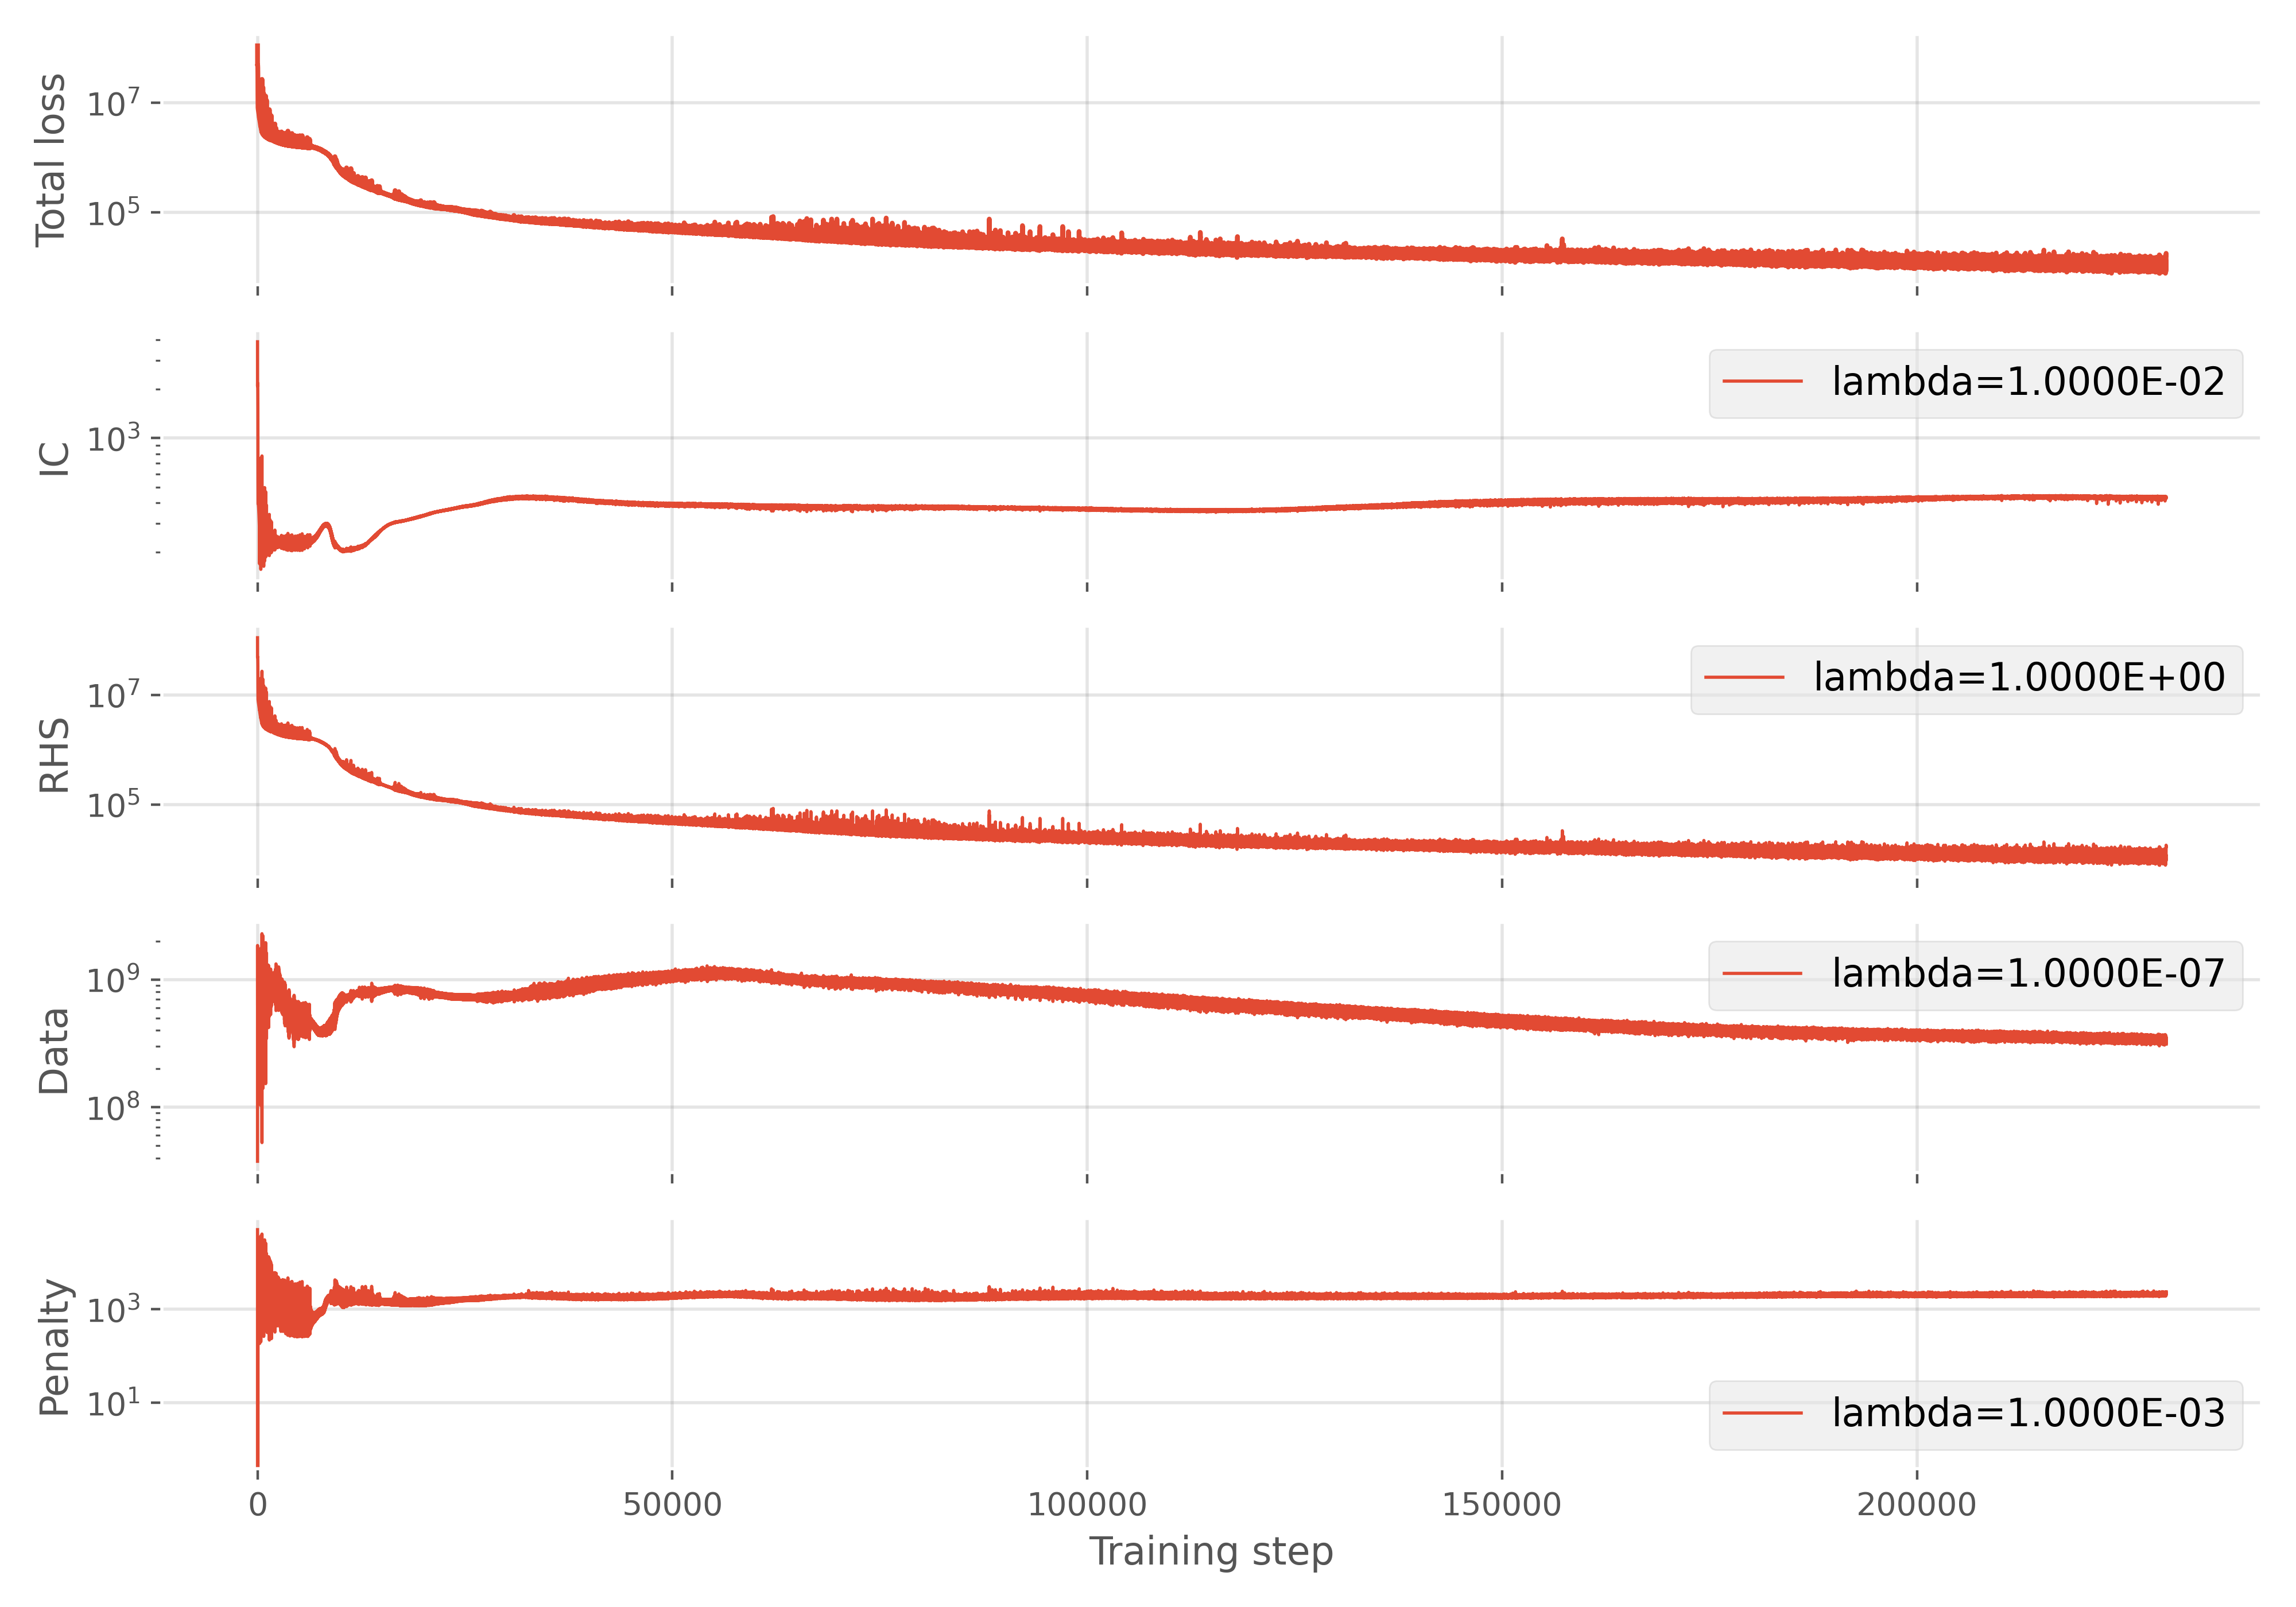 Total loss
10^7
10^5
IC
10^3
lambda=1.0000E-02
RHS
10^7
10^5
lambda=1.0000E+00
Data
10^9
10^8
lambda=1.0000E-07
Penalty
10^3
10^1
lambda=1.0000E-03
0 50000 100000 150000 200000
Training step